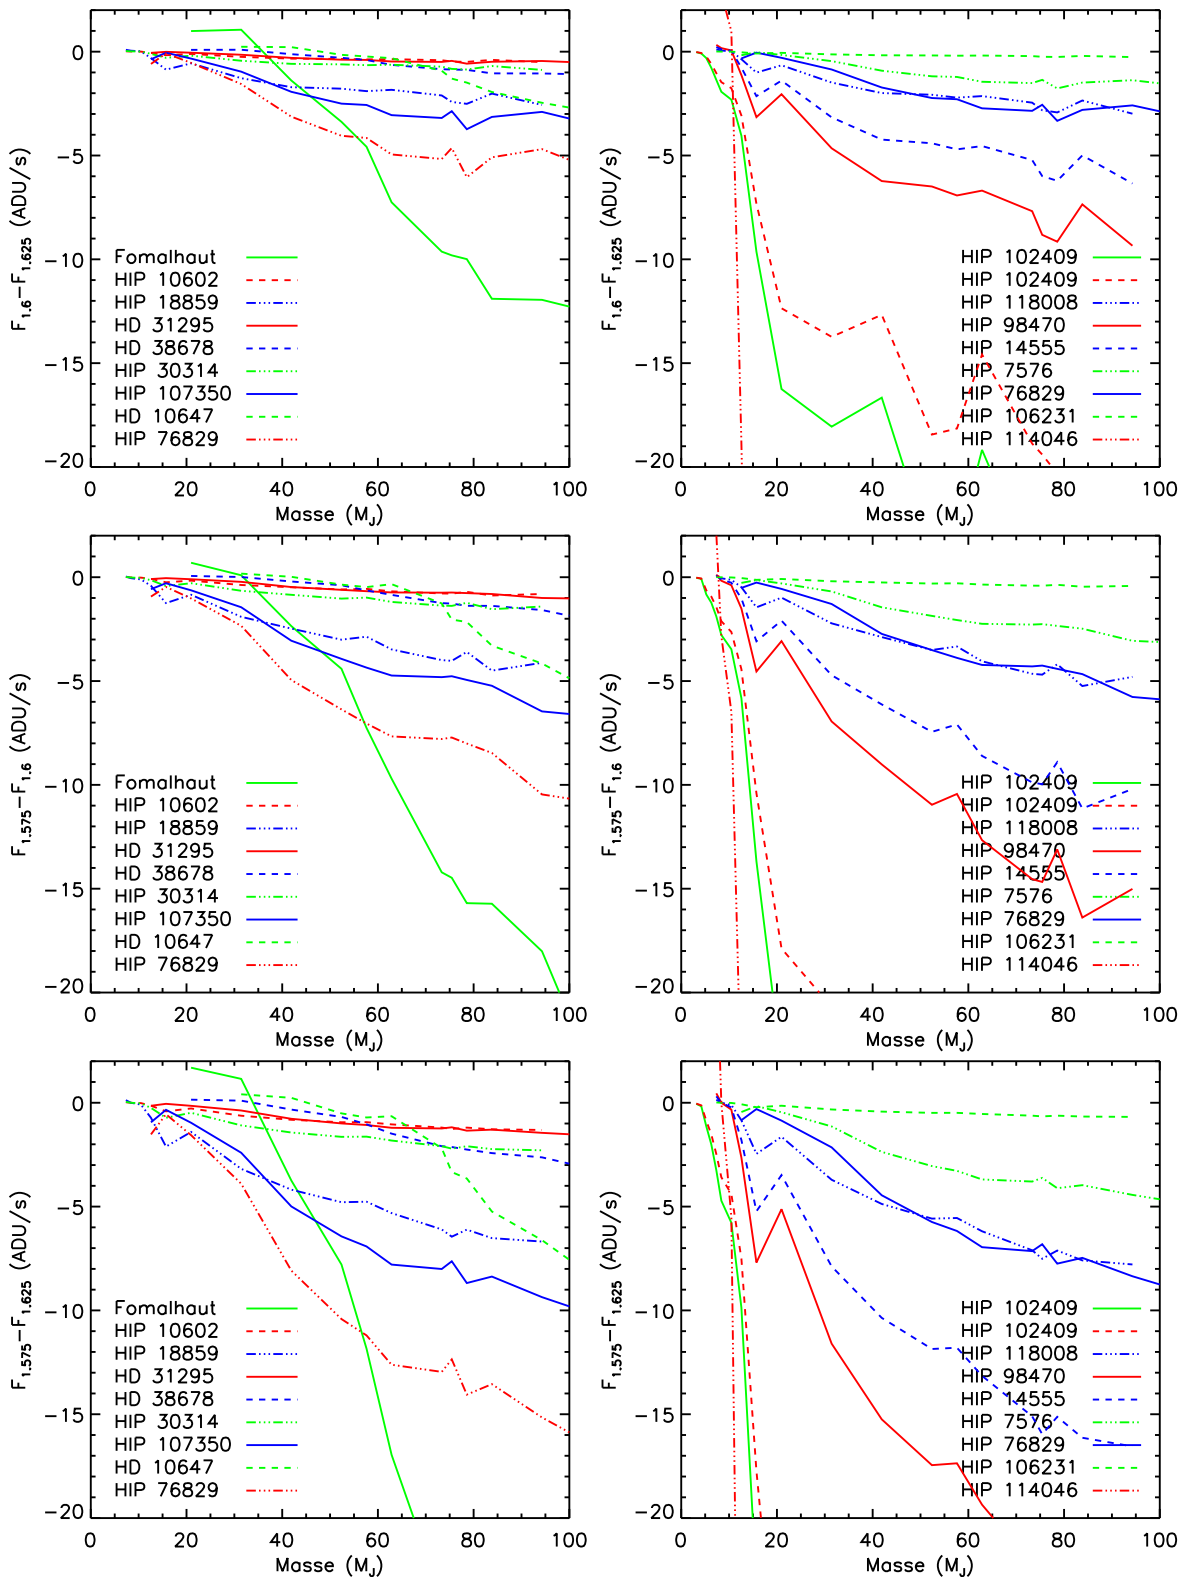 0
-5
-10
-15
-20
F1.6-F1.625 (ADU/s)
Fomalhaut
HIP 10602
HIP 18859
HD 31295
HD 38678
HIP 30314
HIP 107350
HD 10647
HIP 76829
0 20 40 60 80 100
Masse (MJ)
0
-5
-10
-15
-20
F1.6-F1.625 (ADU/s)
HIP 102409
HIP 102409
HIP 118008
HIP 98470
HIP 14555
HIP 7576
HIP 76829
HIP 106231
HIP 114046
0 20 40 60 80 100
Masse (MJ)
0
-5
-10
-15
-20
F1.575-F1.6 (ADU/s)
Fomalhaut
HIP 10602
HIP 18859
HD 31295
HD 38678
HIP 30314
HIP 107350
HD 10647
HIP 76829
0 20 40 60 80 100
Masse (MJ)
0
-5
-10
-15
-20
F1.575-F1.6 (ADU/s)
HIP 102409
HIP 102409
HIP 118008
HIP 98470
HIP 14555
HIP 7576
HIP 76829
HIP 106231
HIP 114046
0 20 40 60 80 100
Masse (MJ)
0
-5
-10
-15
-20
F1.575-F1.625 (ADU/s)
Fomalhaut
HIP 10602
HIP 18859
HD 31295
HD 38678
HIP 30314
HIP 107350
HD 10647
HIP 76829
0 20 40 60 80 100
Masse (MJ)
0
-5
-10
-15
-20
F1.575-F1.625 (ADU/s)
HIP 102409
HIP 102409
HIP 118008
HIP 98470
HIP 14555
HIP 7576
HIP 76829
HIP 106231
HIP 114046
0 20 40 60 80 100
Masse (MJ)